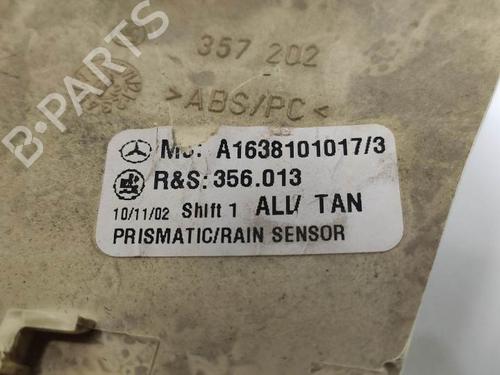 B-PARTS
357 202
>ABS/PC<
A1638101017/3
R&S: 356.013
10/11/02 Shift 1 ALL/ TAN
PRISMATIC/RAIN SENSOR